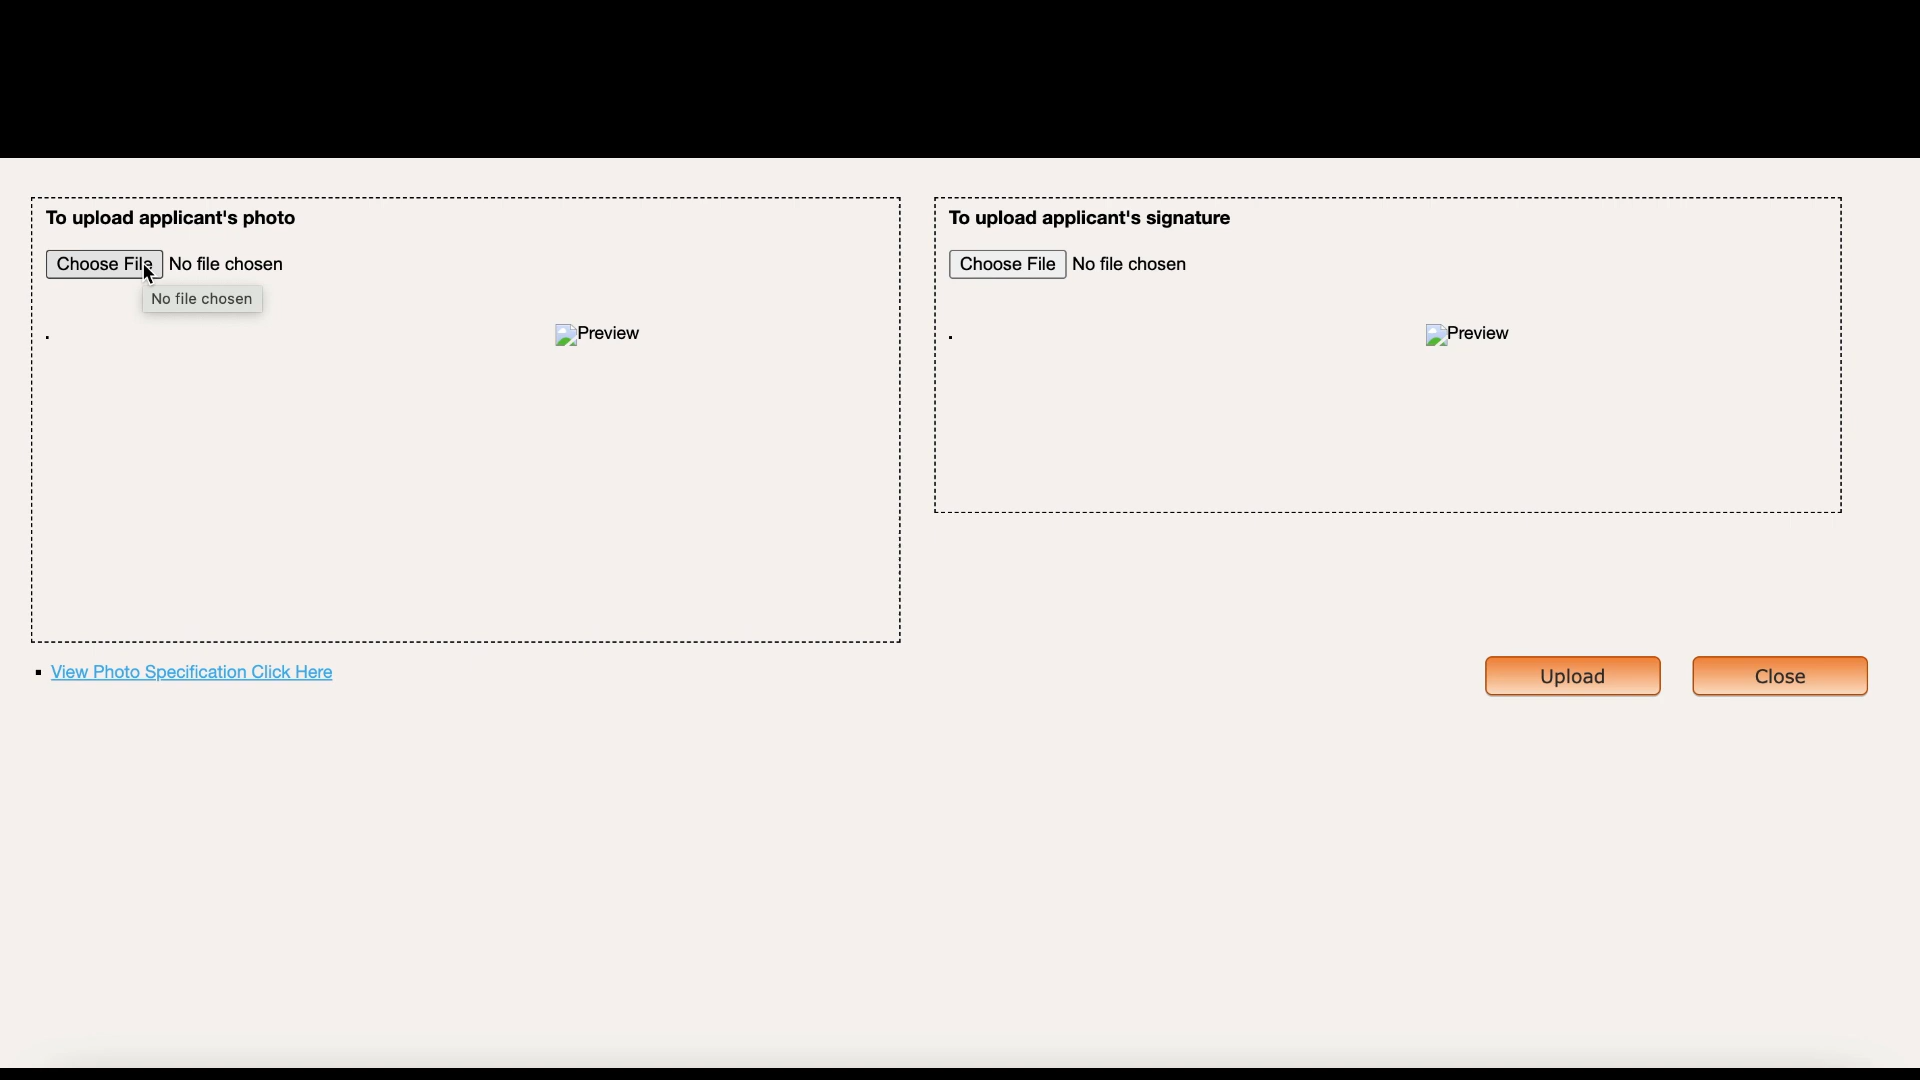 To upload applicant's photo
Choose File No file chosen
No file chosen
Preview
To upload applicant's signature
Choose File No file chosen
Preview
View Photo Specification Click Here
Upload
Close